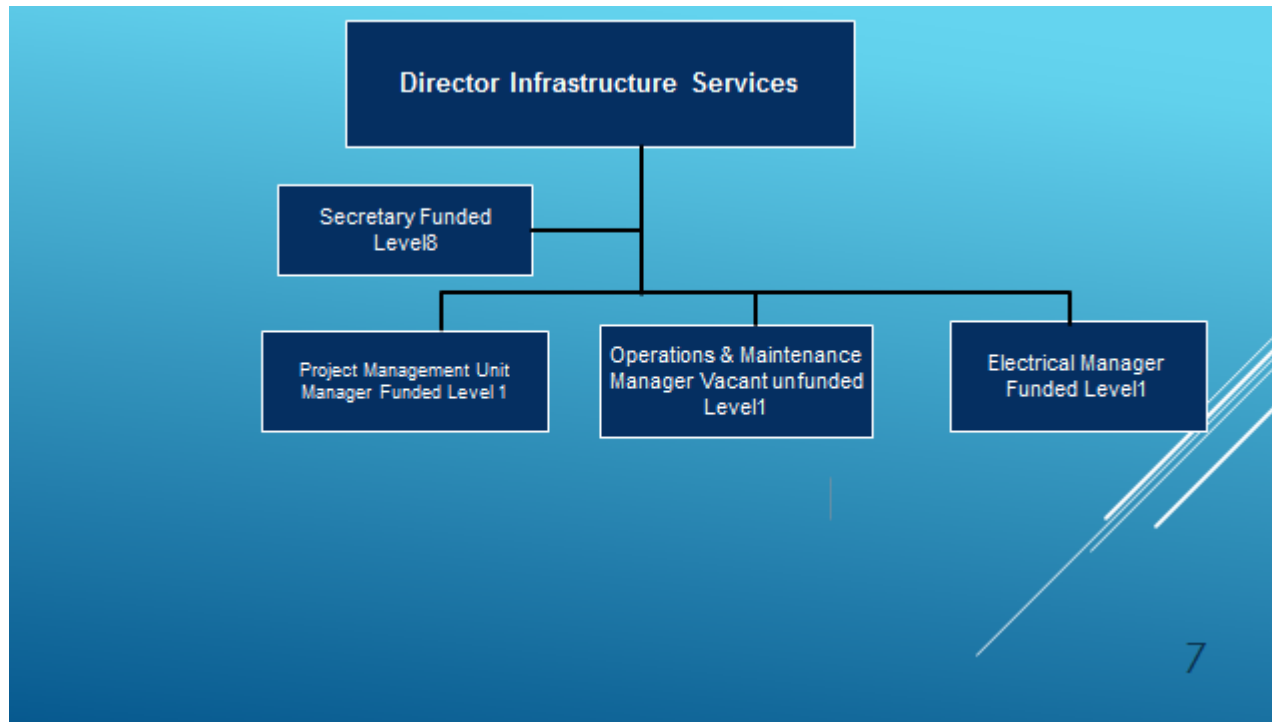 Director Infrastructure Services
Secretary Funded
Level8
Project Management Unit
Manager Funded Level 1
Operations & Maintenance
Manager Vacant unfunded
Level1
Electrical Manager
Funded Level1
7